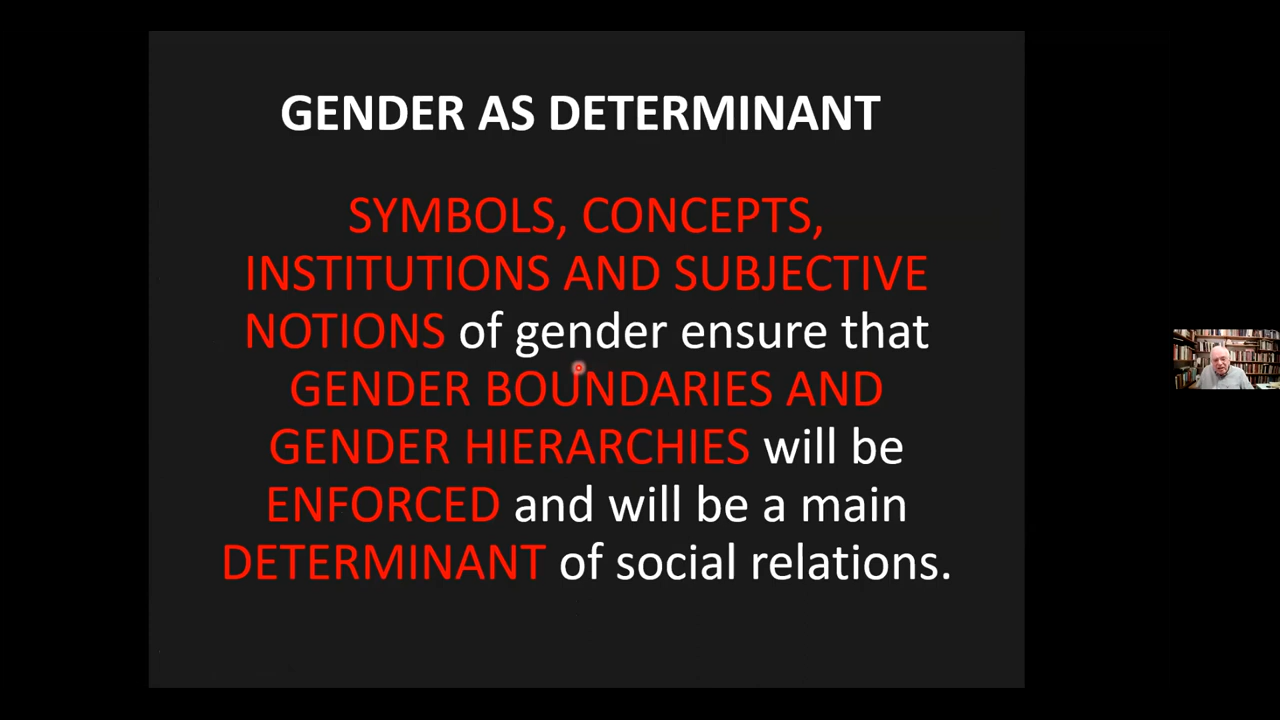 GENDER AS DETERMINANT
SYMBOLS, CONCEPTS,
INSTITUTIONS AND SUBJECTIVE
NOTIONS of gender ensure that
GENDER BOUNDARIES AND
GENDER HIERARCHIES will be
ENFORCED and will be a main
DETERMINANT of social relations.